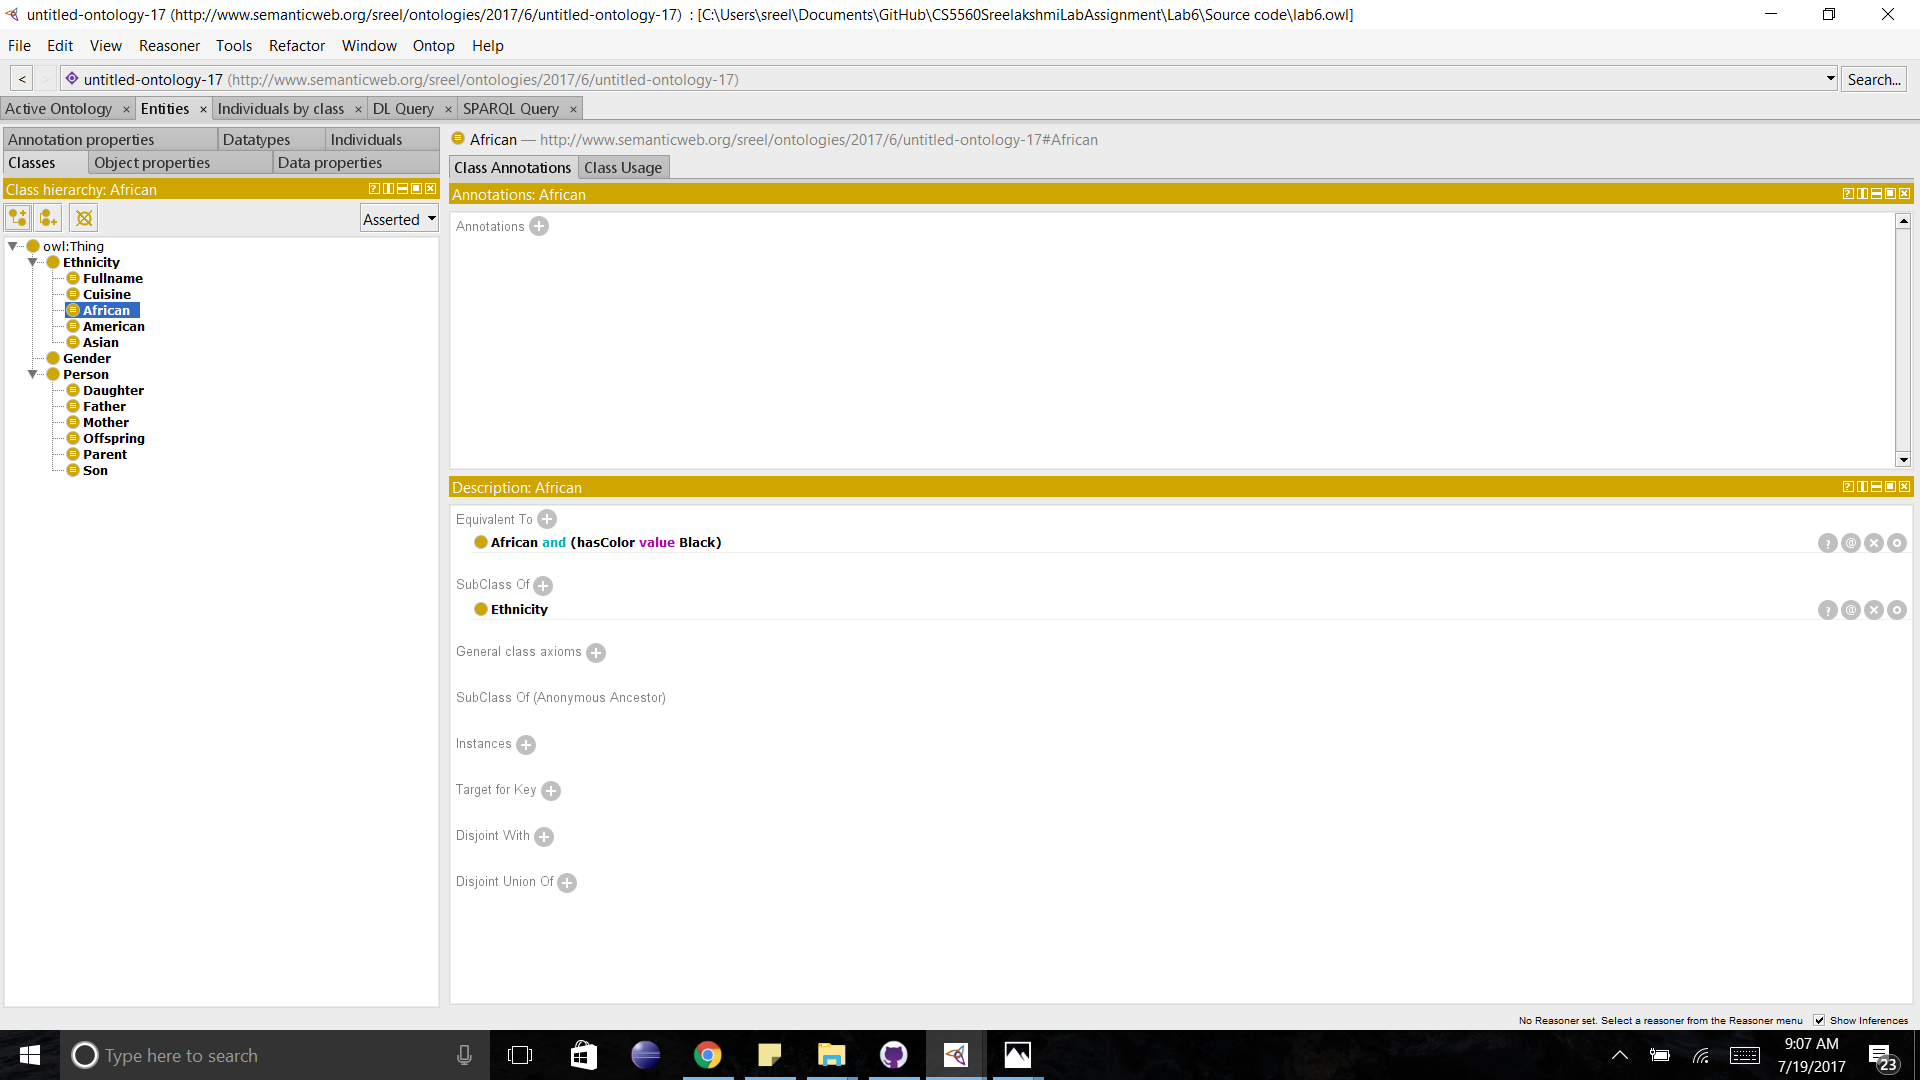 untitled-ontology-17 (http://www.semanticweb.org/sreel/ontologies/2017/6/untitled-ontology-17) : [C:\Users\sreel\Documents\GitHub\CS5560SreelakshmiLabAssignment\Lab6\Source code\lab6.owl]
File Edit View Reasoner Tools Refactor Window Ontop Help
< > untitled-ontology-17 (http://www.semanticweb.org/sreel/ontologies/2017/6/untitled-ontology-17) Search...
Active Ontology × Entities × Individuals by class × DL Query × SPARQL Query ×
Annotation properties Datatypes Individuals
Classes Object properties Data properties
Class hierarchy: African
Asserted
owl:Thing
Ethnicity
Fullname
Cuisine
African
American
Asian
Gender
Person
Daughter
Father
Mother
Offspring
Parent
Son
African — http://www.semanticweb.org/sreel/ontologies/2017/6/untitled-ontology-17#African
Class Annotations Class Usage
Annotations: African
Annotations
Description: African
Equivalent To
African and (hasColor value Black)
SubClass Of
Ethnicity
General class axioms
SubClass Of (Anonymous Ancestor)
Instances
Target for Key
Disjoint With
Disjoint Union Of
No Reasoner set. Select a reasoner from the Reasoner menu Show Inferences
Type here to search
9:07 AM
7/19/2017
23